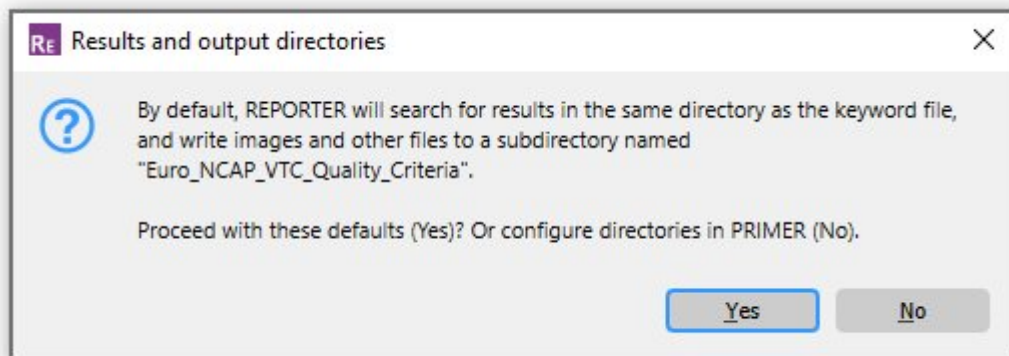 RE Results and output directories
By default, REPORTER will search for results in the same directory as the keyword file,
and write images and other files to a subdirectory named
"Euro_NCAP_VTC_Quality_Criteria".
Proceed with these defaults (Yes)? Or configure directories in PRIMER (No).
Yes No